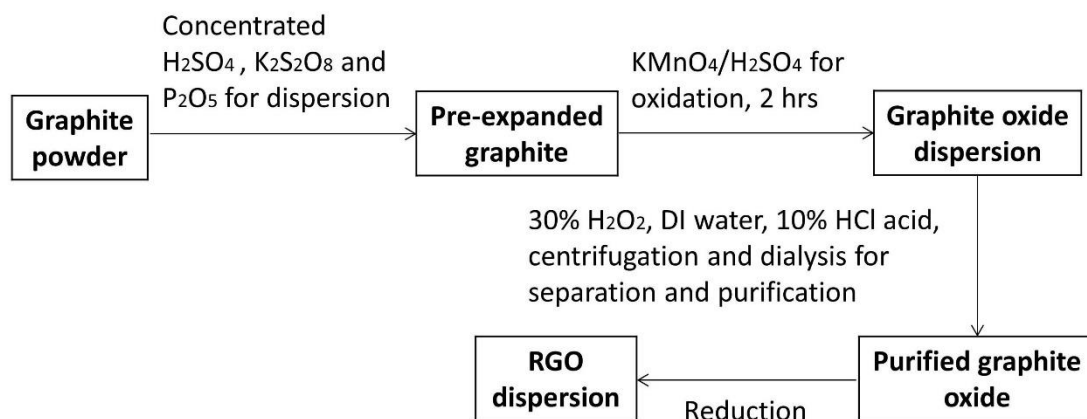 Concentrated
H2SO4 , K2S2O8 and
P2O5 for dispersion
KMnO4/H2SO4 for
oxidation, 2 hrs
Graphite
powder
Pre-expanded
graphite
Graphite oxide
dispersion
30% H2O2, DI water, 10% HCl acid,
centrifugation and dialysis for
separation and purification
RGO
dispersion
Purified graphite
oxide
Reduction